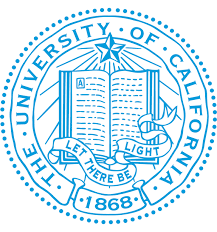 · THE · UNIVERSITY · OF · CALIFORNIA ·
A
LET THERE BE LIGHT
· 1868 ·